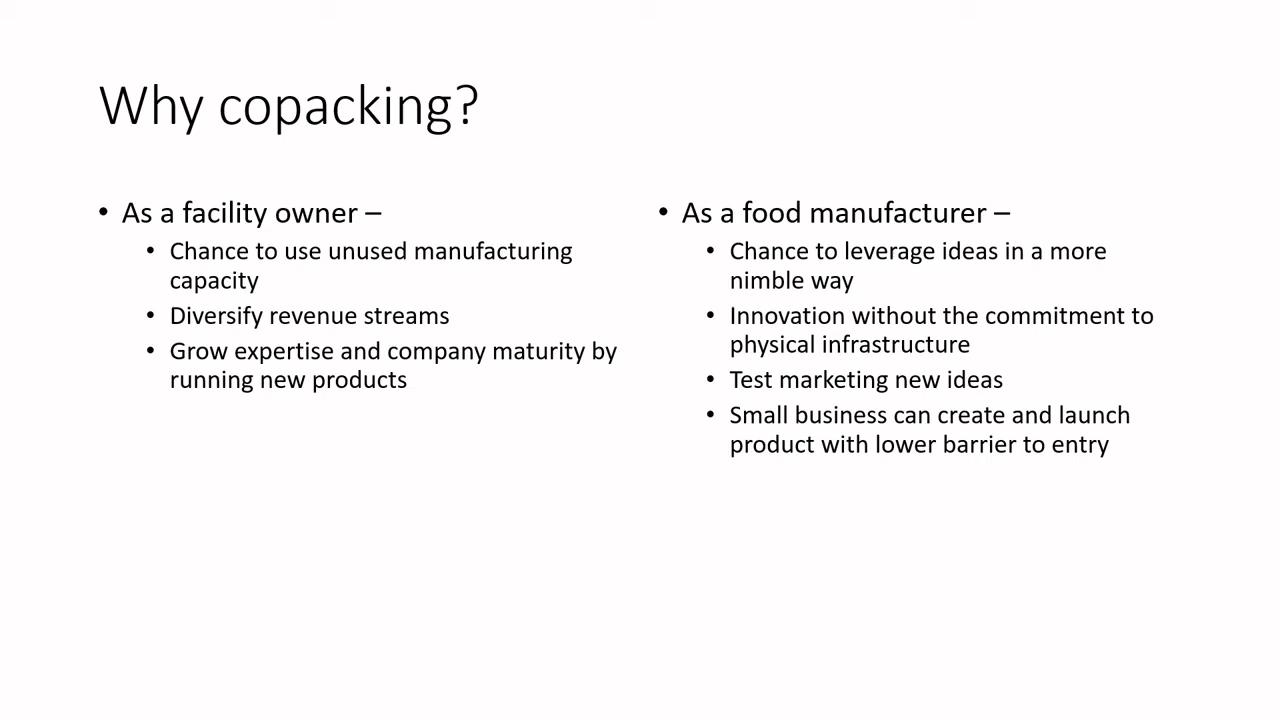 Why copacking?
• As a facility owner –
• Chance to use unused manufacturing
capacity
• Diversify revenue streams
• Grow expertise and company maturity by
running new products
• As a food manufacturer –
• Chance to leverage ideas in a more
nimble way
• Innovation without the commitment to
physical infrastructure
• Test marketing new ideas
• Small business can create and launch
product with lower barrier to entry